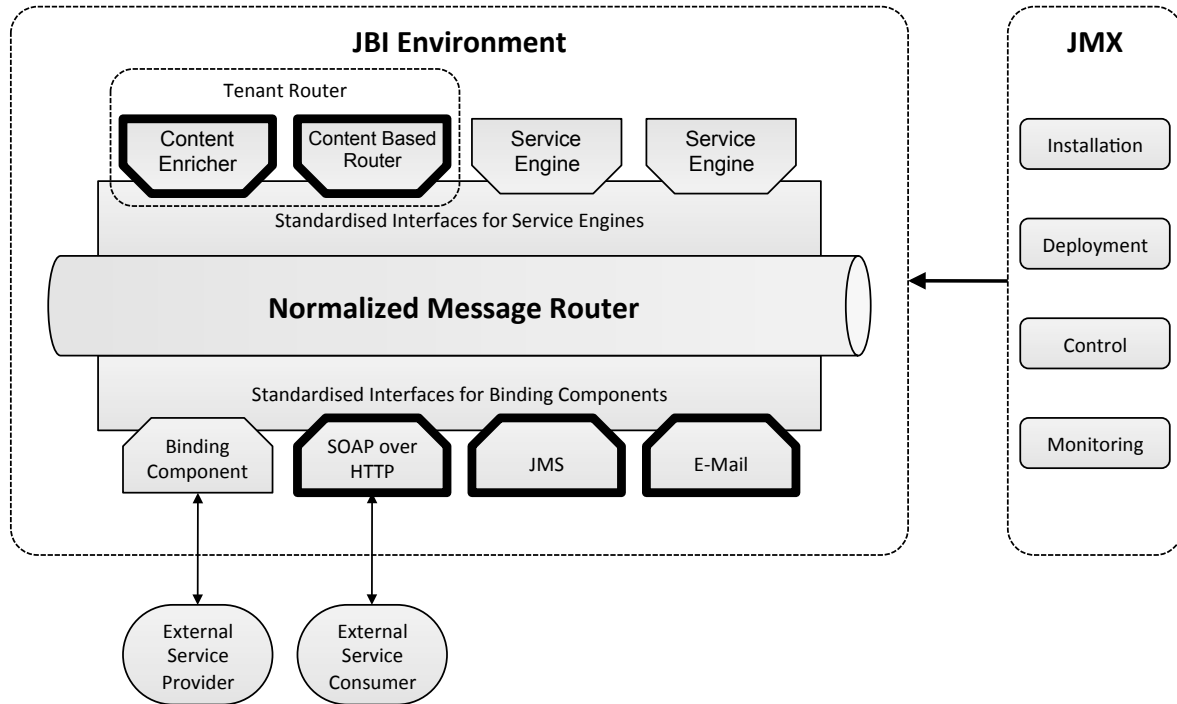 JBI Environment
Tenant Router
Content
Enricher
Content Based
Router
Service
Engine
Service
Engine
Standardised Interfaces for Service Engines
Normalized Message Router
Standardised Interfaces for Binding Components
Binding
Component
SOAP over
HTTP
JMS
E-Mail
External
Service
Provider
External
Service
Consumer
JMX
Installation
Deployment
Control
Monitoring